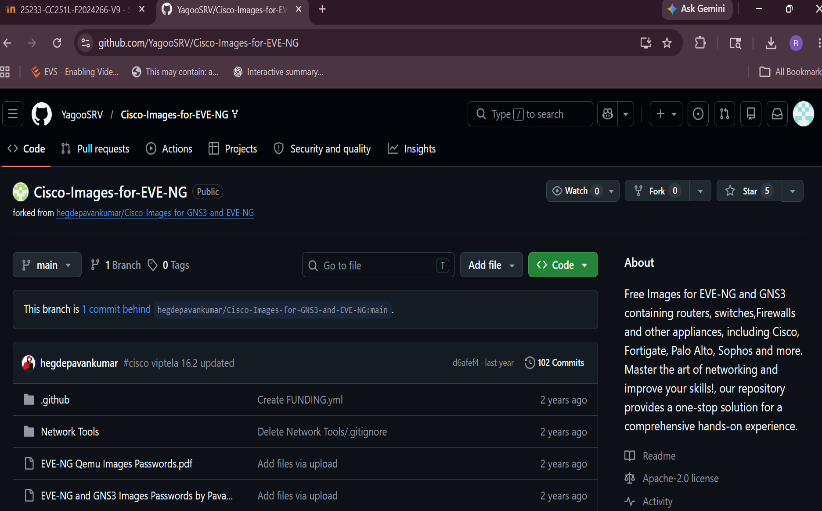 25233-CC251L-F2024266-V9 -
YagooSRV/Cisco-Images-for-EV
Ask Gemini
github.com/YagooSRV/Cisco-Images-for-EVE-NG
R
EVS - Enabling Vide...
This may contain: a...
Interactive summary...
All Bookmark
YagooSRV / Cisco-Images-for-EVE-NG
Type / to search
Code
Pull requests
Actions
Projects
Security and quality
Insights
Cisco-Images-for-EVE-NG Public
Watch 0
Fork 0
Star 5
forked from hegdepavankumar/Cisco-Images-for-GNS3-and-EVE-NG
main
1 Branch
0 Tags
Go to file T
Add file
Code
This branch is 1 commit behind hegdepavankumar/Cisco-Images-for-GNS3-and-EVE-NG:main .
hegdepavankumar #cisco viptela 16.2 updated
d6afef4 · last year
102 Commits
.github Create FUNDING.yml 2 years ago
Network Tools Delete Network Tools/.gitignore 2 years ago
EVE-NG Qemu Images Passwords.pdf Add files via upload 2 years ago
EVE-NG and GNS3 Images Passwords by Pava... Add files via upload 2 years ago
About
Free Images for EVE-NG and GNS3
containing routers, switches,Firewalls
and other appliances, including Cisco,
Fortigate, Palo Alto, Sophos and more.
Master the art of networking and
improve your skills!, our repository
provides a one-stop solution for a
comprehensive hands-on experience.
Readme
Apache-2.0 license
Activity